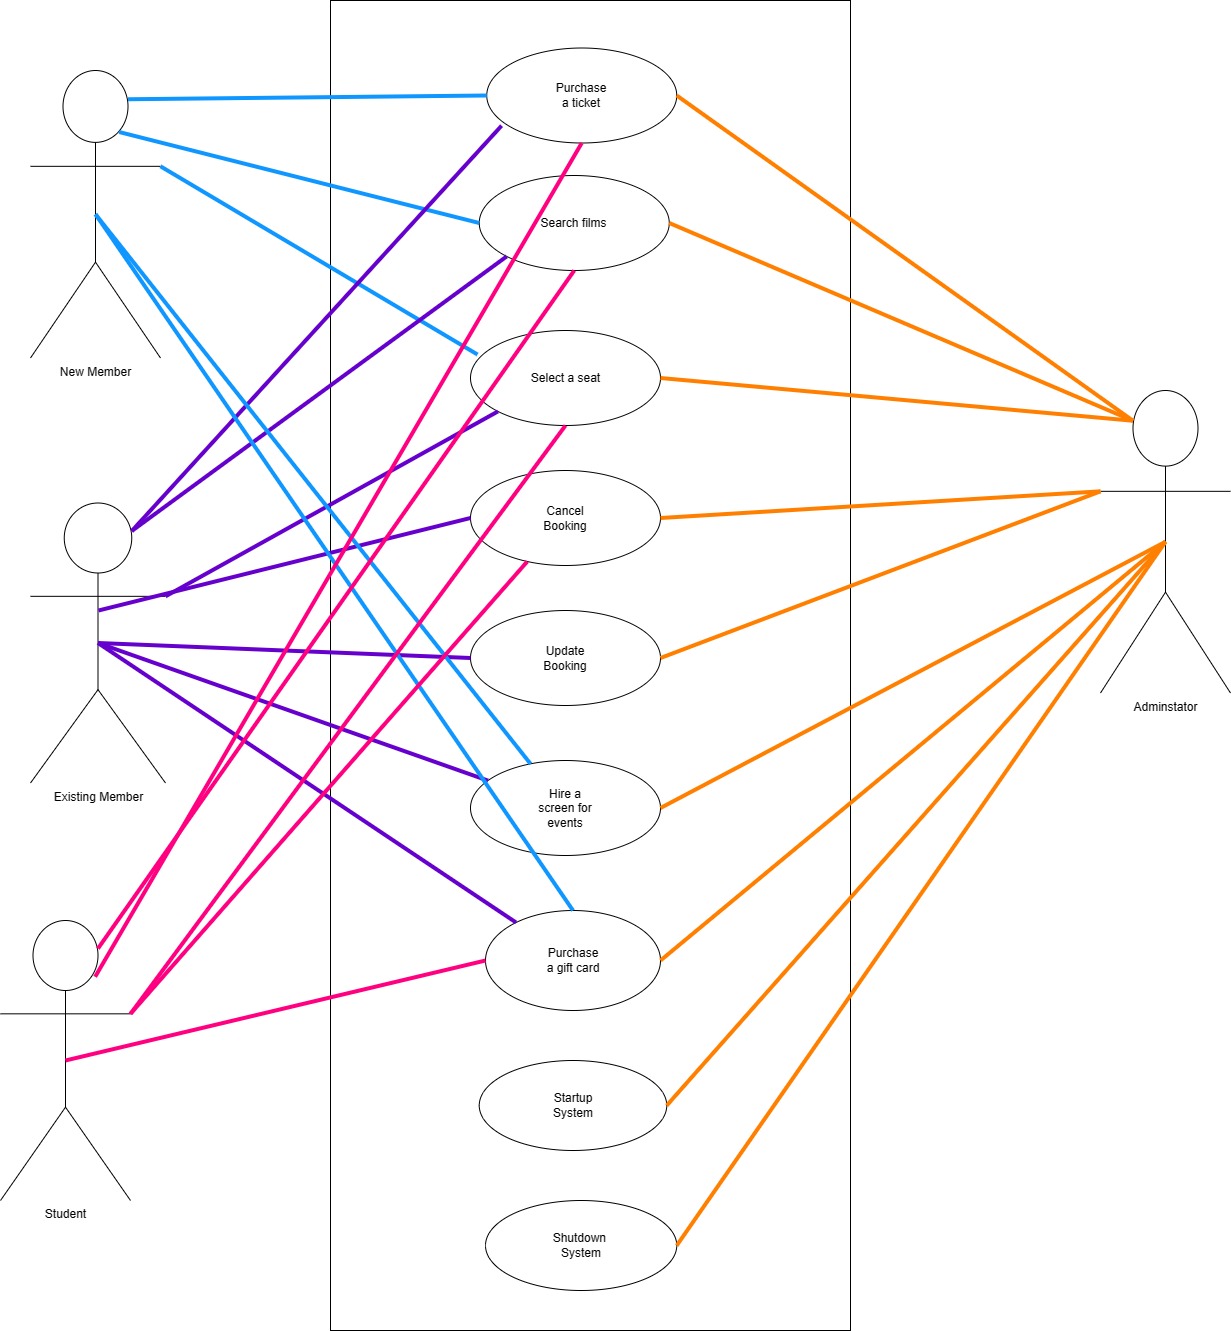 Purchase
a ticket
Search films
New Member
Select a seat
Cancel
Booking
Update
Booking
Adminstator
Existing Member
Hire a
screen for
events
Purchase
a gift card
Startup
System
Student
Shutdown
System